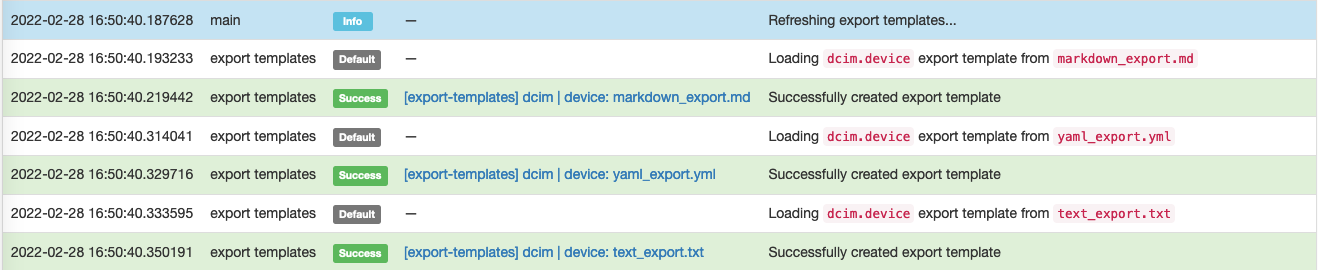 2022-02-28 16:50:40.187628 main Info — Refreshing export templates...
2022-02-28 16:50:40.193233 export templates Default — Loading dcim.device export template from markdown_export.md
2022-02-28 16:50:40.219442 export templates Success [export-templates] dcim | device: markdown_export.md Successfully created export template
2022-02-28 16:50:40.314041 export templates Default — Loading dcim.device export template from yaml_export.yml
2022-02-28 16:50:40.329716 export templates Success [export-templates] dcim | device: yaml_export.yml Successfully created export template
2022-02-28 16:50:40.333595 export templates Default — Loading dcim.device export template from text_export.txt
2022-02-28 16:50:40.350191 export templates Success [export-templates] dcim | device: text_export.txt Successfully created export template